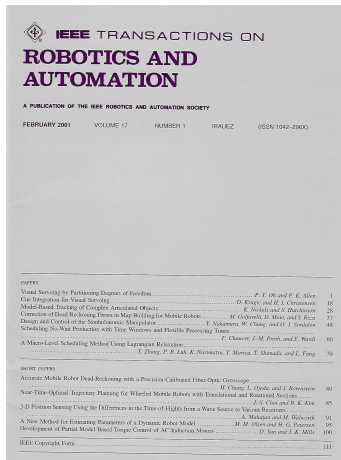 IEEE TRANSACTIONS ON
ROBOTICS AND
AUTOMATION
A PUBLICATION OF THE IEEE ROBOTICS AND AUTOMATION SOCIETY
FEBRUARY 2001 VOLUME 17 NUMBER 1 IRAUEZ (ISSN 1042–296X)
PAPERS
Visual Servoing by Partitioning Degrees of Freedom P. Y. Oh and P. K. Allen 1
Cue Integration for Visual Servoing D. Kragić and H. I. Christensen 18
Model-Based Tracking of Complex Articulated Objects K. Nickels and S. Hutchinson 28
Correction of Dead Reckoning Errors in Map Building for Mobile Robots M. Golfarelli, D. Maio, and S. Rizzi 37
Design and Control of the Nonholonomic Manipulator Y. Nakamura, W. Chung, and O. J. Sørdalen 48
Scheduling No-Wait Production with Time Windows and Flexible Processing Times
F. Chauvet, J.-M. Proth, and Y. Wardi 60
A Macro-Level Scheduling Method Using Lagrangian Relaxation
Y. Zhang, P. B. Luh, K. Narimatsu, T. Moriya, T. Shimada, and L. Fang 70
SHORT PAPERS
Accurate Mobile Robot Dead-Reckoning with a Precision-Calibrated Fiber-Optic Gyroscope
H. Chung, L. Ojeda, and J. Borenstein 80
Near-Time-Optimal Trajectory Planning for Wheeled Mobile Robots with Translational and Rotational Sections
J.-S. Choi and B. K. Kim 85
3-D Position Sensing Using the Differences in the Time-of-Flights from a Wave Source to Various Receivers
A. Mahajan and M. Walworth 91
A New Method for Estimating Parameters of a Dynamic Robot Model M. M. Olsen and H. G. Petersen 95
Development of Partial Model-Based Torque Control of AC Induction Motors D. Sun and J. K. Mills 100
IEEE Copyright Form 111